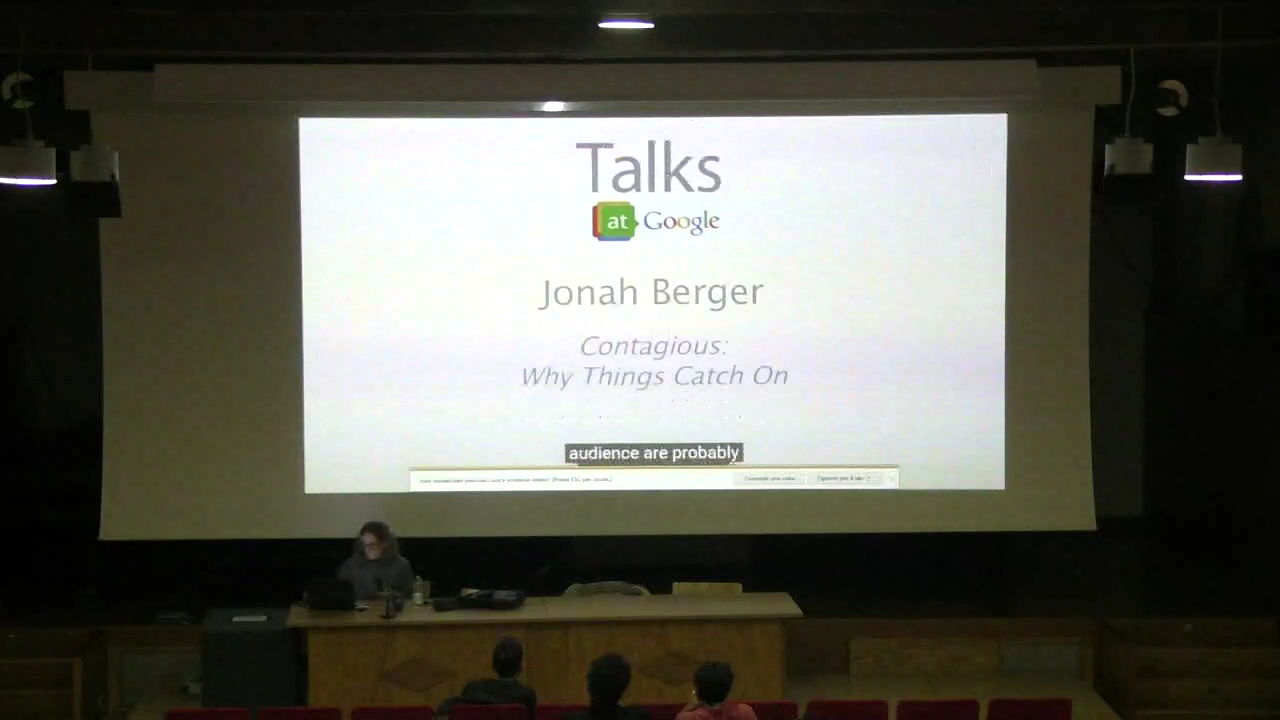 Talks
at Google
Jonah Berger
Contagious:
Why Things Catch On
audience are probably